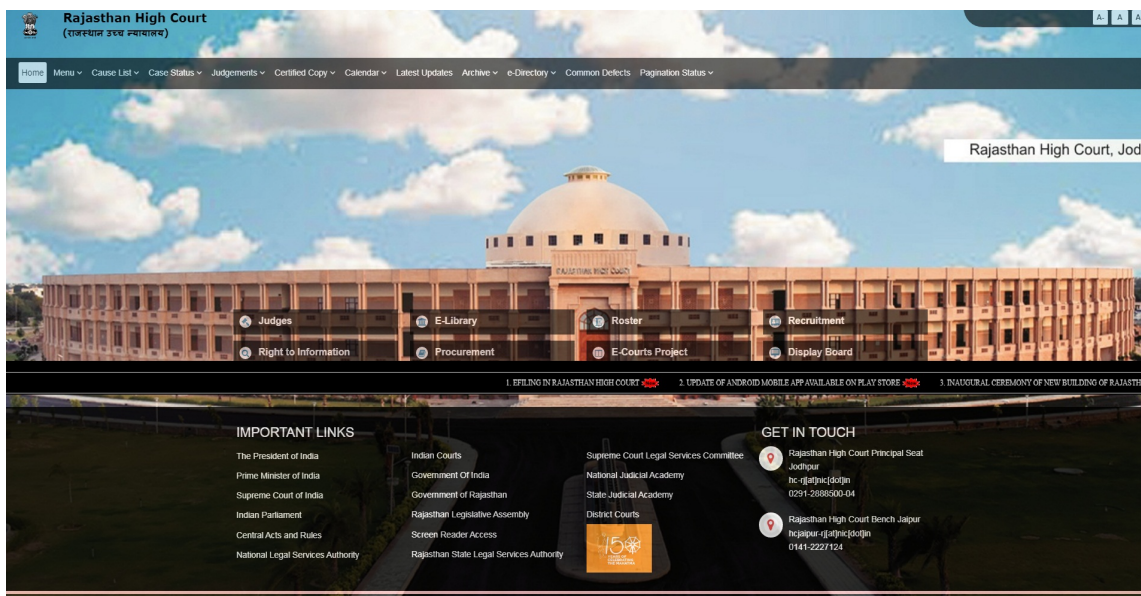 Rajasthan High Court
(राजस्थान उच्च न्यायालय)
A- A A
Home Menu Cause List Case Status Judgements Certified Copy Calendar Latest Updates Archive e-Directory Common Defects Pagination Status
Rajasthan High Court, Jod
RAJASTHAN HIGH COURT
Judges E-Library Roster Recruitment
Right to Information Procurement E-Courts Project Display Board
1. EFILING IN RAJASTHAN HIGH COURT 2. UPDATE OF ANDROID MOBILE APP AVAILABLE ON PLAY STORE 3. INAUGURAL CEREMONY OF NEW BUILDING OF RAJASTH
IMPORTANT LINKS
The President of India
Prime Minister of India
Supreme Court of India
Indian Parliament
Central Acts and Rules
National Legal Services Authority
Indian Courts
Government Of India
Government of Rajasthan
Rajasthan Legislative Assembly
Screen Reader Access
Rajasthan State Legal Services Authority
Supreme Court Legal Services Committee
National Judicial Academy
State Judicial Academy
District Courts
150
GET IN TOUCH
Rajasthan High Court Principal Seat
Jodhpur
hc-rj[at]nic[dot]in
0291-2888500-04
Rajasthan High Court Bench Jaipur
hcjaipur-rj[at]nic[dot]in
0141-2227124